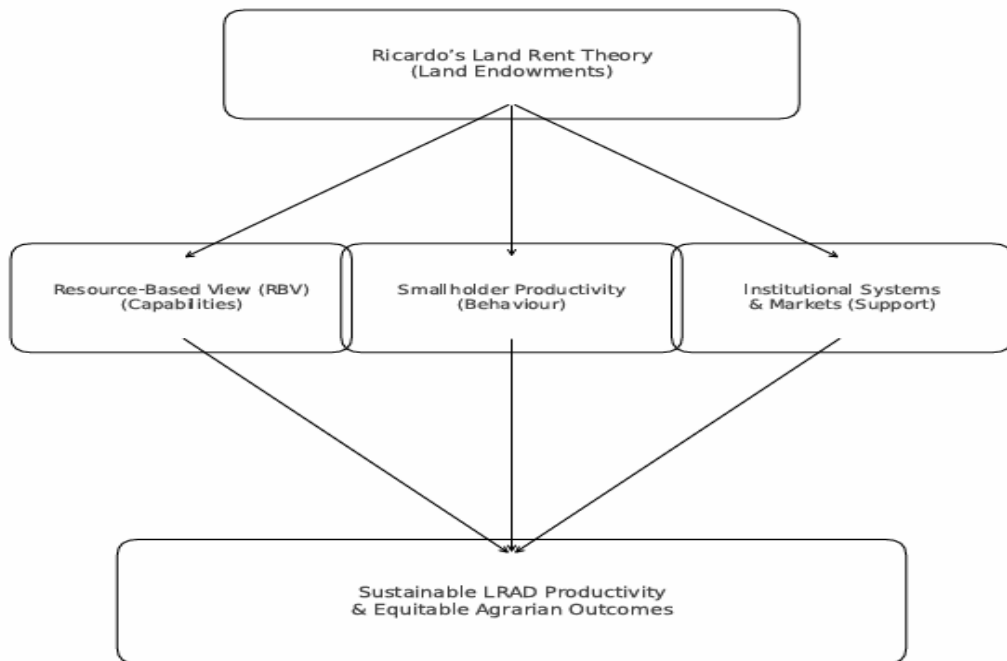 Ricardo's Land Rent Theory
(Land Endowments)
Resource-Based View (RBV)
(Capabilities)
Smallholder Productivity
(Behaviour)
Institutional Systems
& Markets (Support)
Sustainable LRAD Productivity
& Equitable Agrarian Outcomes